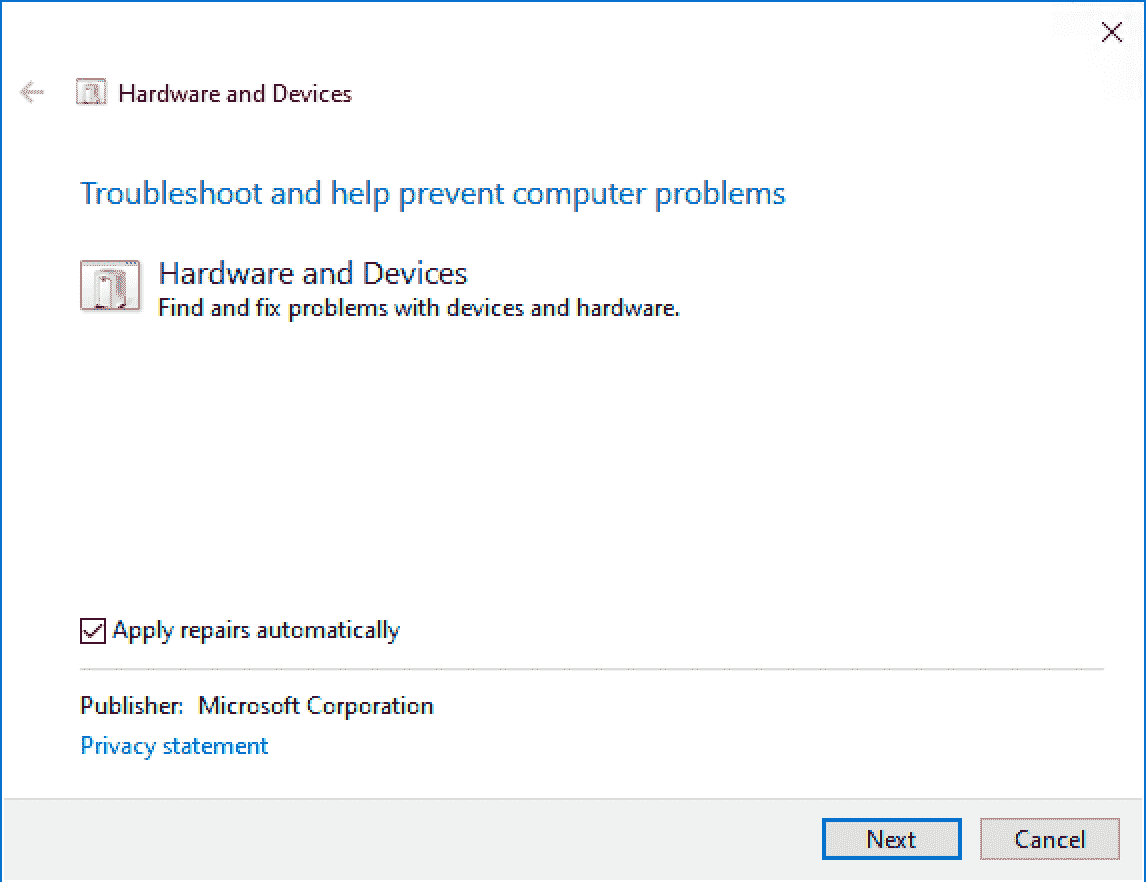 Hardware and Devices
Troubleshoot and help prevent computer problems
Hardware and Devices
Find and fix problems with devices and hardware.
Apply repairs automatically
Publisher: Microsoft Corporation
Privacy statement
Next Cancel